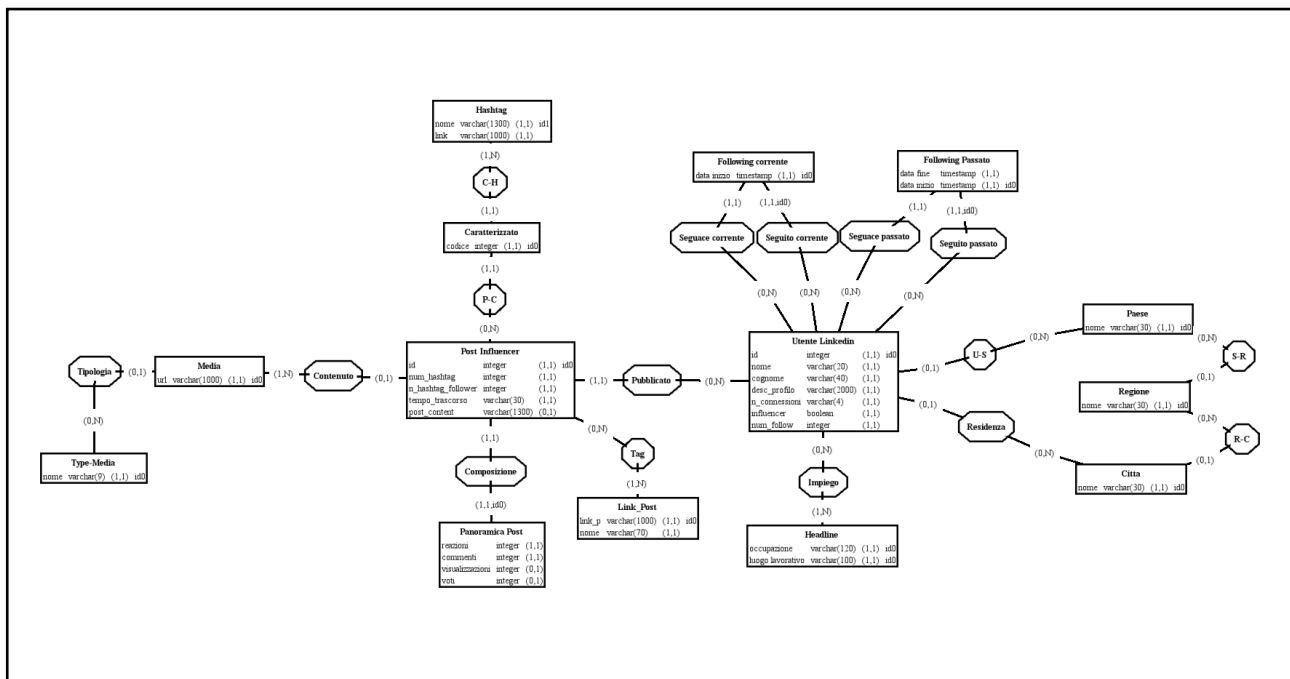 Hashtag
nome varchar(1300) (1,1) id1
link varchar(1000) (1,1)
(1,N)
C-H
(1,1)
Caratterizzato
codice integer (1,1) id0
(1,1)
P-C
(0,N)
Following corrente
data inizio timestamp (1,1) id0
(1,1)
(1,1,id0)
Seguace corrente
Seguito corrente
(0,N)
(0,N)
Following Passato
data fine timestamp (1,1)
data inizio timestamp (1,1) id0
(1,1)
(1,1,id0)
Seguace passato
Seguito passato
(0,N)
(0,N)
Tipologia
(0,1)
Media
url varchar(1000) (1,1) id0
(1,N)
Contenuto
(0,1)
(0,N)
Type-Media
nome varchar(9) (1,1) id0
Post Influencer
id integer (1,1) id0
num_hashtag integer (1,1)
n_hashtag_follower integer (1,1)
tempo_trascorso varchar(30) (1,1)
post_content varchar(1300) (0,1)
(1,1)
Pubblicato
(0,N)
(1,1)
Composizione
(1,1,id0)
Panoramica Post
reazioni integer (1,1)
commenti integer (1,1)
visualizzazioni integer (0,1)
voti integer (0,1)
(0,N)
Tag
(1,N)
Link_Post
link_p varchar(1000) (1,1) id0
nome varchar(70) (1,1)
Utente Linkedin
id integer (1,1) id0
nome varchar(20) (1,1)
cognome varchar(40) (1,1)
desc_profilo varchar(2000) (1,1)
n_connessioni varchar(4) (1,1)
influencer boolean (1,1)
num_follow integer (1,1)
(0,N)
Impiego
(1,N)
Headline
occupazione varchar(120) (1,1) id0
luogo lavorativo varchar(100) (1,1) id0
(0,1)
U-S
(0,N)
Paese
nome varchar(30) (1,1) id0
(0,N)
S-R
(0,1)
Regione
nome varchar(30) (1,1) id0
(0,N)
R-C
(0,1)
(0,1)
Residenza
(0,N)
Citta
nome varchar(30) (1,1) id0